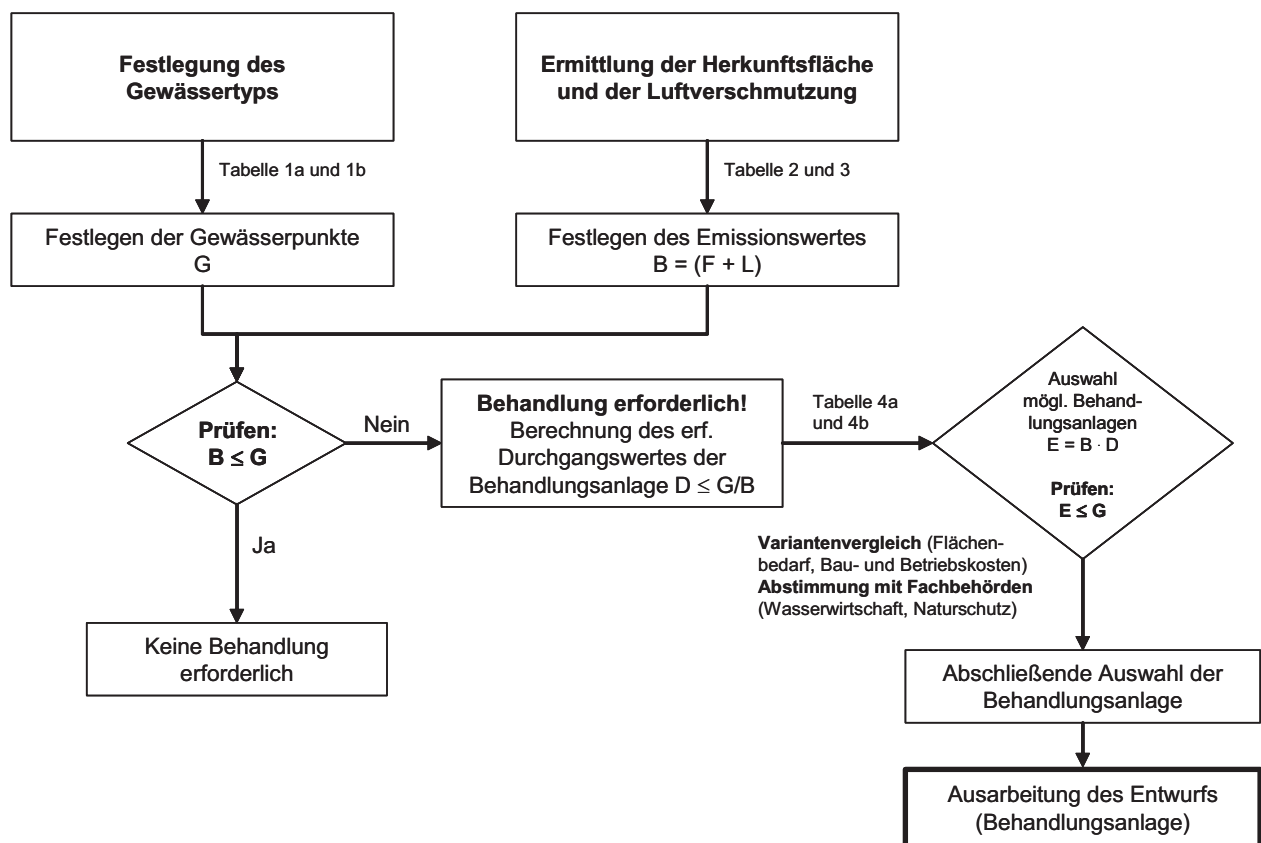 Festlegung des
Gewässertyps
Ermittlung der Herkunftsfläche
und der Luftverschmutzung
Tabelle 1a und 1b
Tabelle 2 und 3
Festlegen der Gewässerpunkte
G
Festlegen des Emissionswertes
B = (F + L)
Prüfen:
B ≤ G
Nein
Ja
Keine Behandlung
erforderlich
Behandlung erforderlich!
Berechnung des erf.
Durchgangswertes der
Behandlungsanlage D ≤ G/B
Tabelle 4a
und 4b
Auswahl
mögl. Behand-
lungsanlagen
E = B · D
Prüfen:
E ≤ G
Variantenvergleich (Flächen-
bedarf, Bau- und Betriebskosten)
Abstimmung mit Fachbehörden
(Wasserwirtschaft, Naturschutz)
Abschließende Auswahl der
Behandlungsanlage
Ausarbeitung des Entwurfs
(Behandlungsanlage)